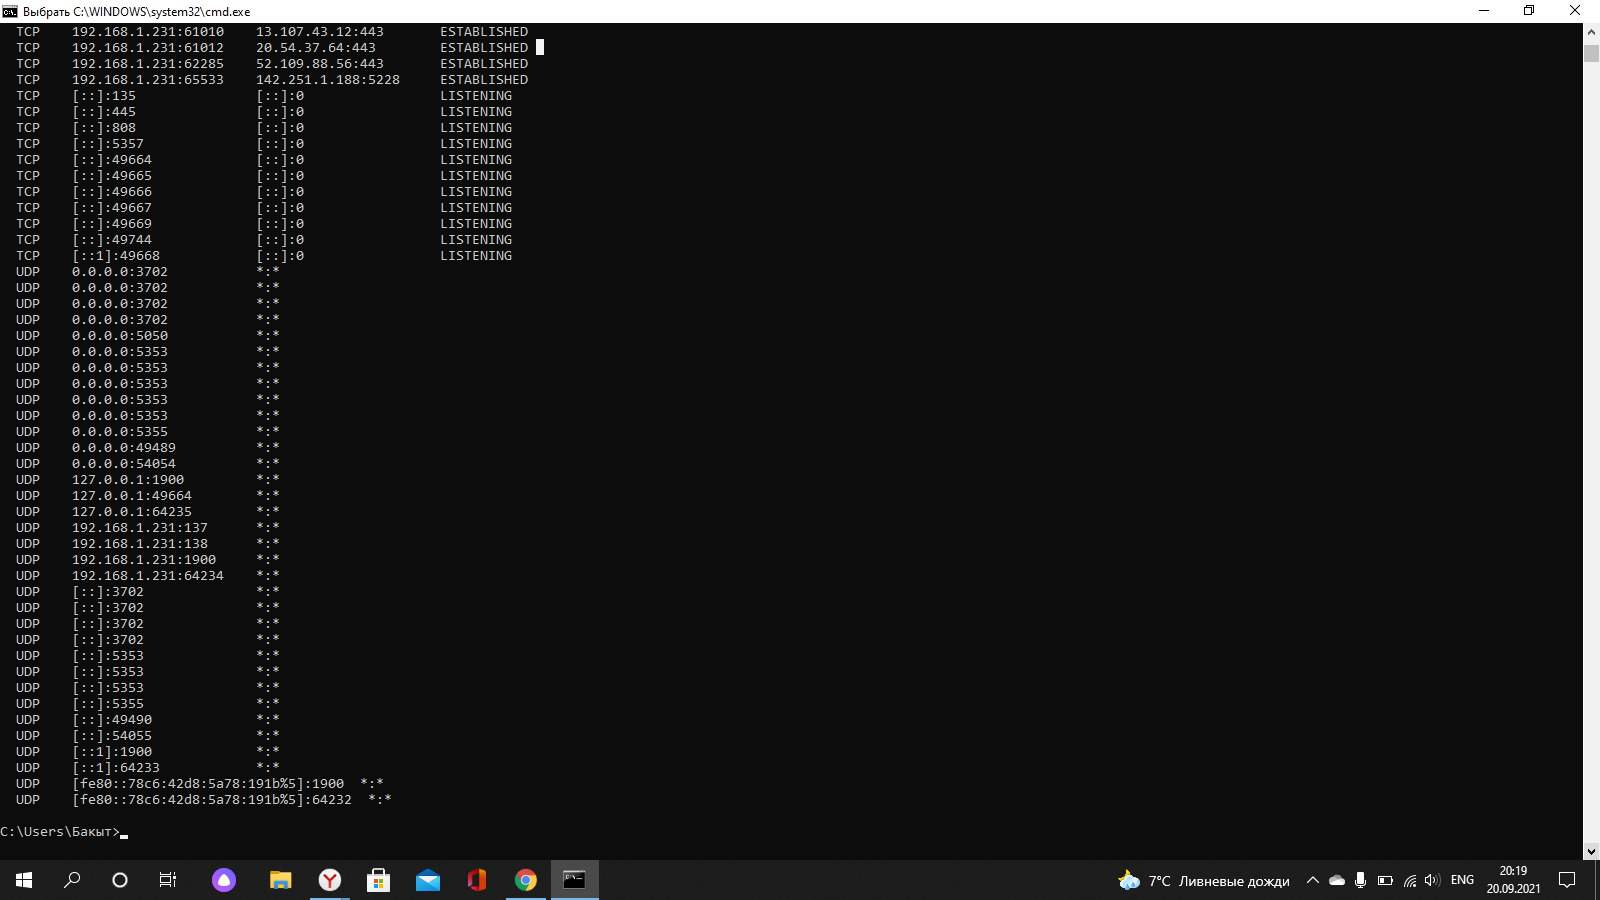 Выбрать C:\WINDOWS\system32\cmd.exe
TCP 192.168.1.231:61010 13.107.43.12:443 ESTABLISHED
TCP 192.168.1.231:61012 20.54.37.64:443 ESTABLISHED
TCP 192.168.1.231:62285 52.109.88.56:443 ESTABLISHED
TCP 192.168.1.231:65533 142.251.1.188:5228 ESTABLISHED
TCP [::]:135 [::]:0 LISTENING
TCP [::]:445 [::]:0 LISTENING
TCP [::]:808 [::]:0 LISTENING
TCP [::]:5357 [::]:0 LISTENING
TCP [::]:49664 [::]:0 LISTENING
TCP [::]:49665 [::]:0 LISTENING
TCP [::]:49666 [::]:0 LISTENING
TCP [::]:49667 [::]:0 LISTENING
TCP [::]:49669 [::]:0 LISTENING
TCP [::]:49744 [::]:0 LISTENING
TCP [::1]:49668 [::]:0 LISTENING
UDP 0.0.0.0:3702 *:*
UDP 0.0.0.0:3702 *:*
UDP 0.0.0.0:3702 *:*
UDP 0.0.0.0:3702 *:*
UDP 0.0.0.0:5050 *:*
UDP 0.0.0.0:5353 *:*
UDP 0.0.0.0:5353 *:*
UDP 0.0.0.0:5353 *:*
UDP 0.0.0.0:5353 *:*
UDP 0.0.0.0:5353 *:*
UDP 0.0.0.0:5355 *:*
UDP 0.0.0.0:49489 *:*
UDP 0.0.0.0:54054 *:*
UDP 127.0.0.1:1900 *:*
UDP 127.0.0.1:49664 *:*
UDP 127.0.0.1:64235 *:*
UDP 192.168.1.231:137 *:*
UDP 192.168.1.231:138 *:*
UDP 192.168.1.231:1900 *:*
UDP 192.168.1.231:64234 *:*
UDP [::]:3702 *:*
UDP [::]:3702 *:*
UDP [::]:3702 *:*
UDP [::]:3702 *:*
UDP [::]:5353 *:*
UDP [::]:5353 *:*
UDP [::]:5353 *:*
UDP [::]:5355 *:*
UDP [::]:49490 *:*
UDP [::]:54055 *:*
UDP [::1]:1900 *:*
UDP [::1]:64233 *:*
UDP [fe80::78c6:42d8:5a78:191b%5]:1900 *:*
UDP [fe80::78c6:42d8:5a78:191b%5]:64232 *:*
C:\Users\Бакыт>
7°C Ливневые дожди ENG 20:19
20.09.2021